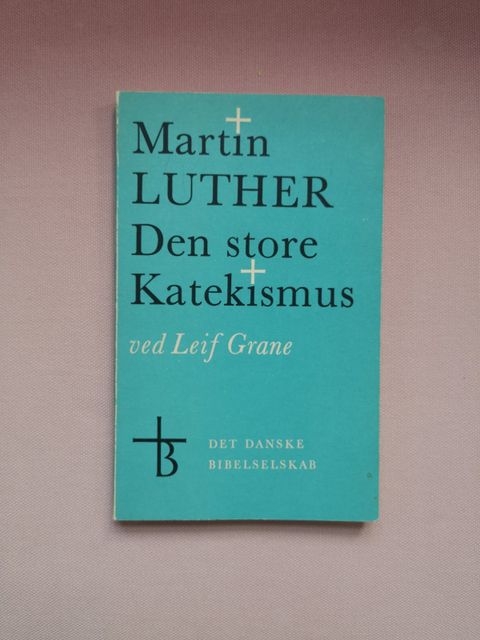 Martin
LUTHER
Den store
Katekismus
ved Leif Grane
B
DET DANSKE
BIBELSELSKAB